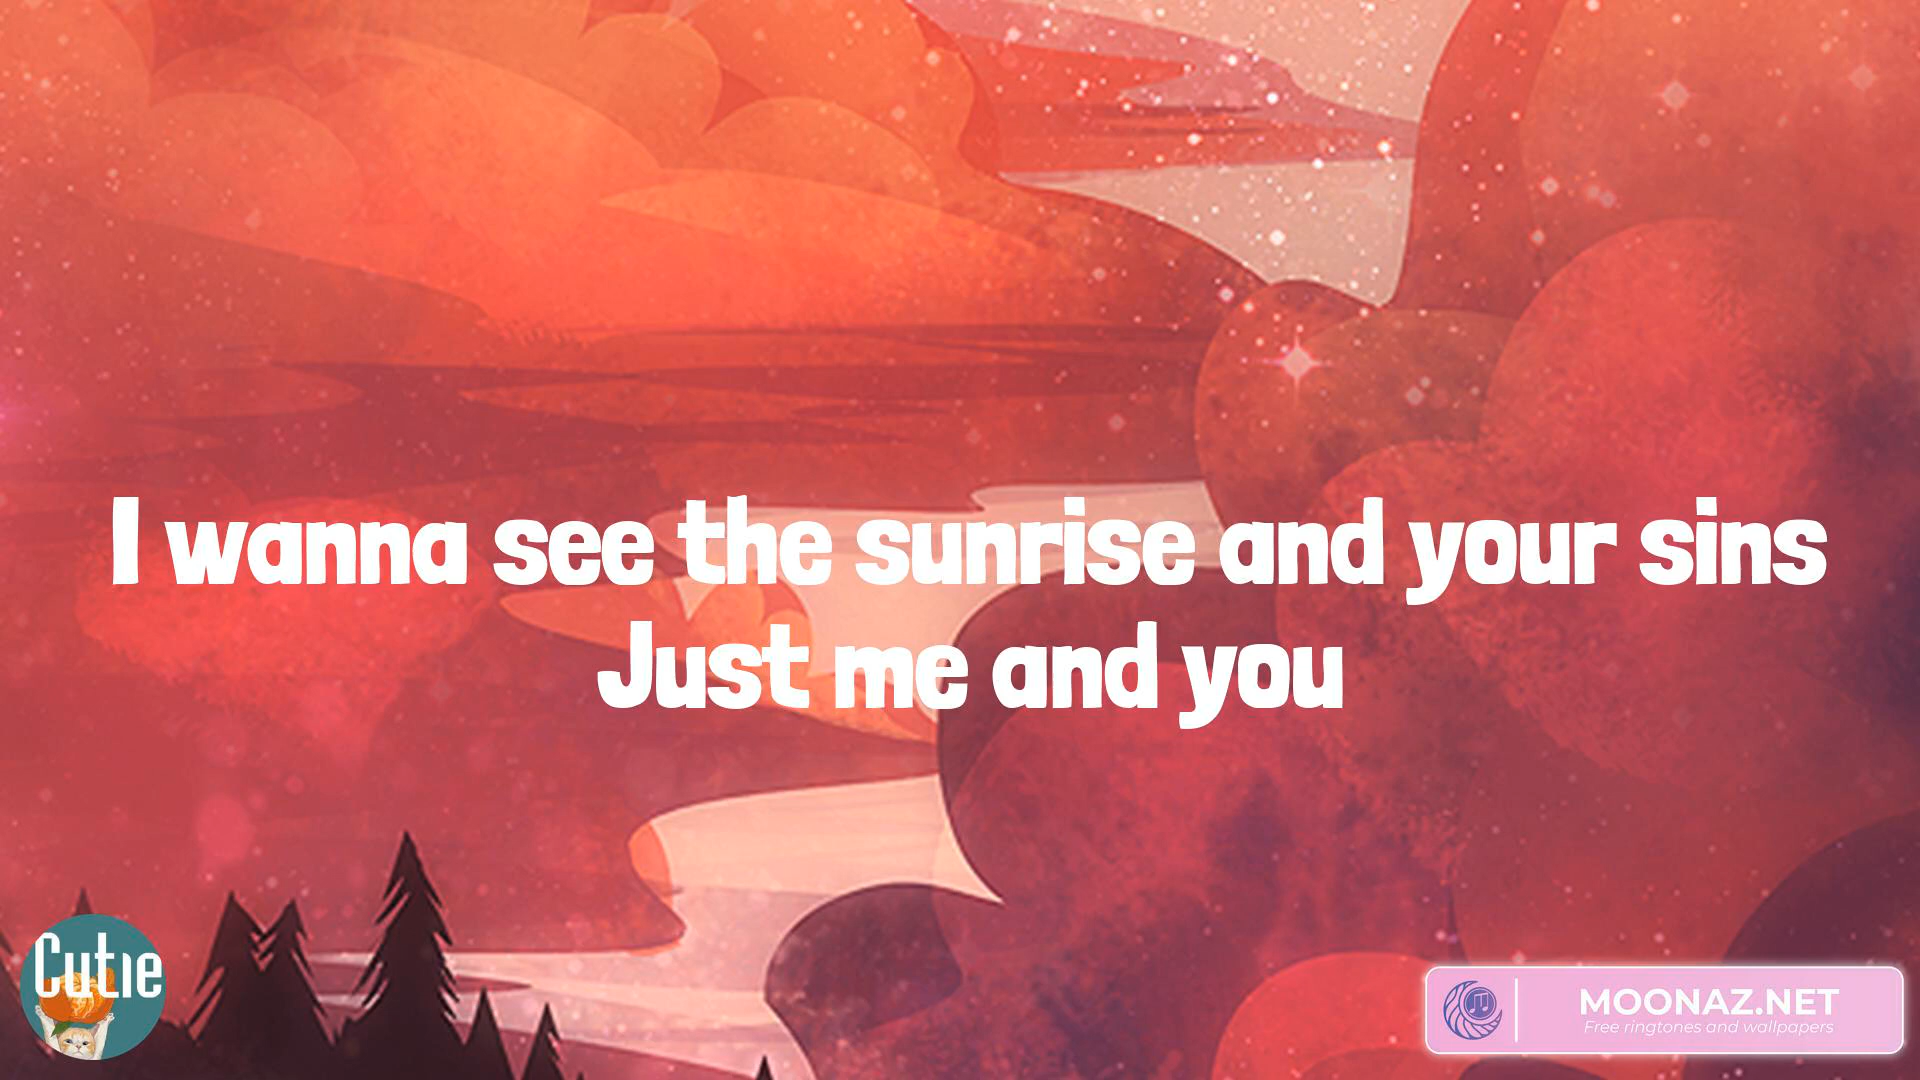 I wanna see the sunrise and your sins
Just me and you
Cutie
MOONAZ.NET
Free ringtones and wallpapers